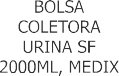 BOLSA
COLETORA
URINA SF
2000ML, MEDIX